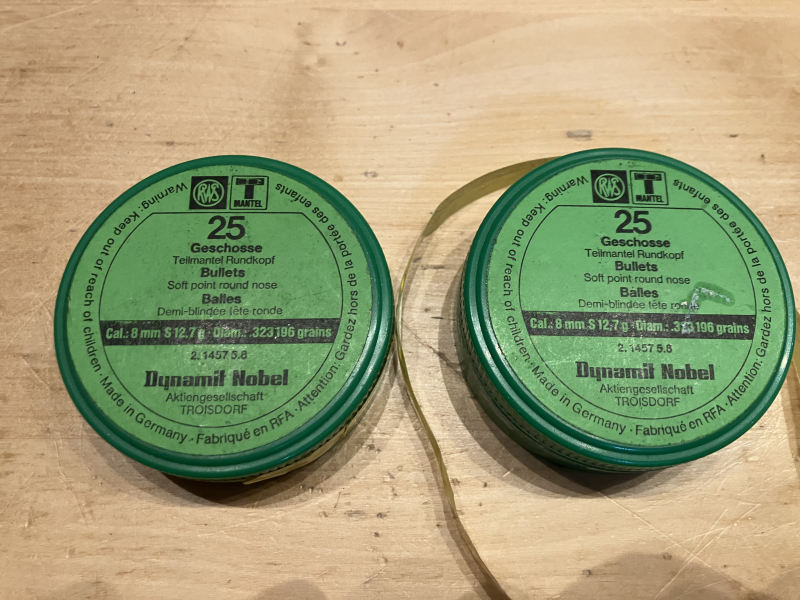 RWS
T
MANTEL
25
Geschosse
Teilmantel Rundkopf
Bullets
Soft point round nose
Balles
Demi-blindée tête ronde
Cal.: 8 mm S 12,7 g · Diam.: .323 196 grains
2. 1457 5.6
Dynamit Nobel
Aktiengesellschaft
TROISDORF
Warning: Keep out of reach of children · Made in Germany · Fabriqué en RFA · Attention: Gardez hors de la portée des enfants
RWS
T
MANTEL
25
Geschosse
Teilmantel Rundkopf
Bullets
Soft point round nose
Balles
Demi-blindée tête ronde
Cal.: 8 mm S 12,7 g · Diam.: .323 196 grains
2. 1457 5.6
Dynamit Nobel
Aktiengesellschaft
TROISDORF
Warning: Keep out of reach of children · Made in Germany · Fabriqué en RFA · Attention: Gardez hors de la portée des enfants